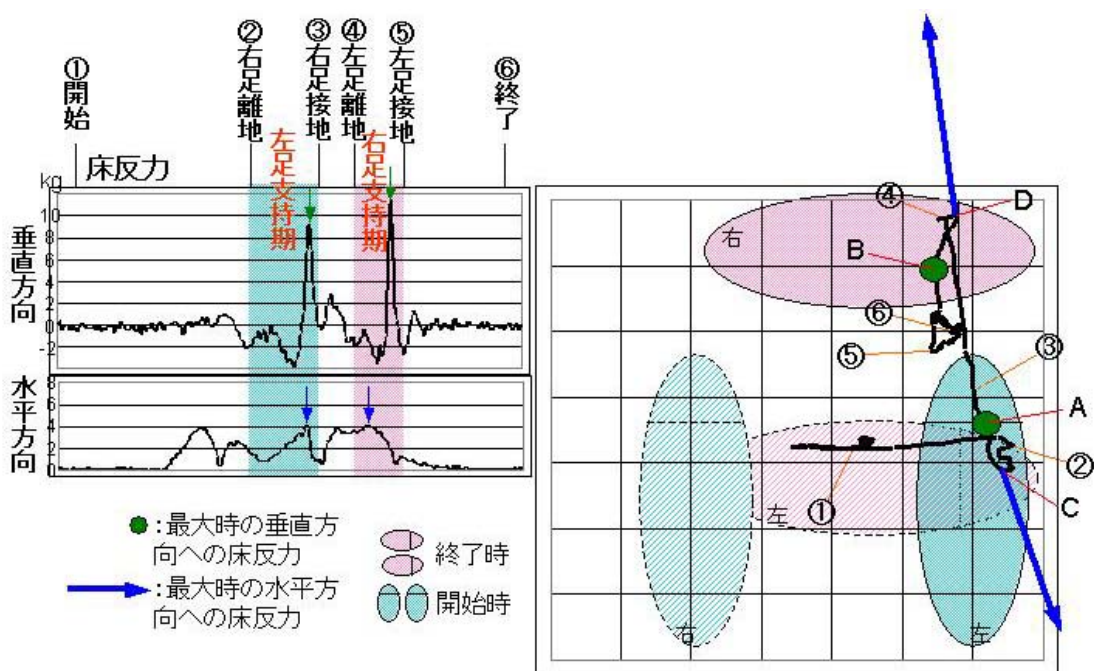 ①開始
②右足離地
③右足接地
④左足離地
⑤左足接地
⑥終了
左足支持期
右足支持期
床反力
kg
垂直方向
10
8
6
4
2
0
-2
水平方向
8
6
4
2
0
:最大時の垂直方
向への床反力
:最大時の水平方
向への床反力
終了時
開始時
④
D
右
B
⑥
⑤
③
A
②
①
左
C
右
左